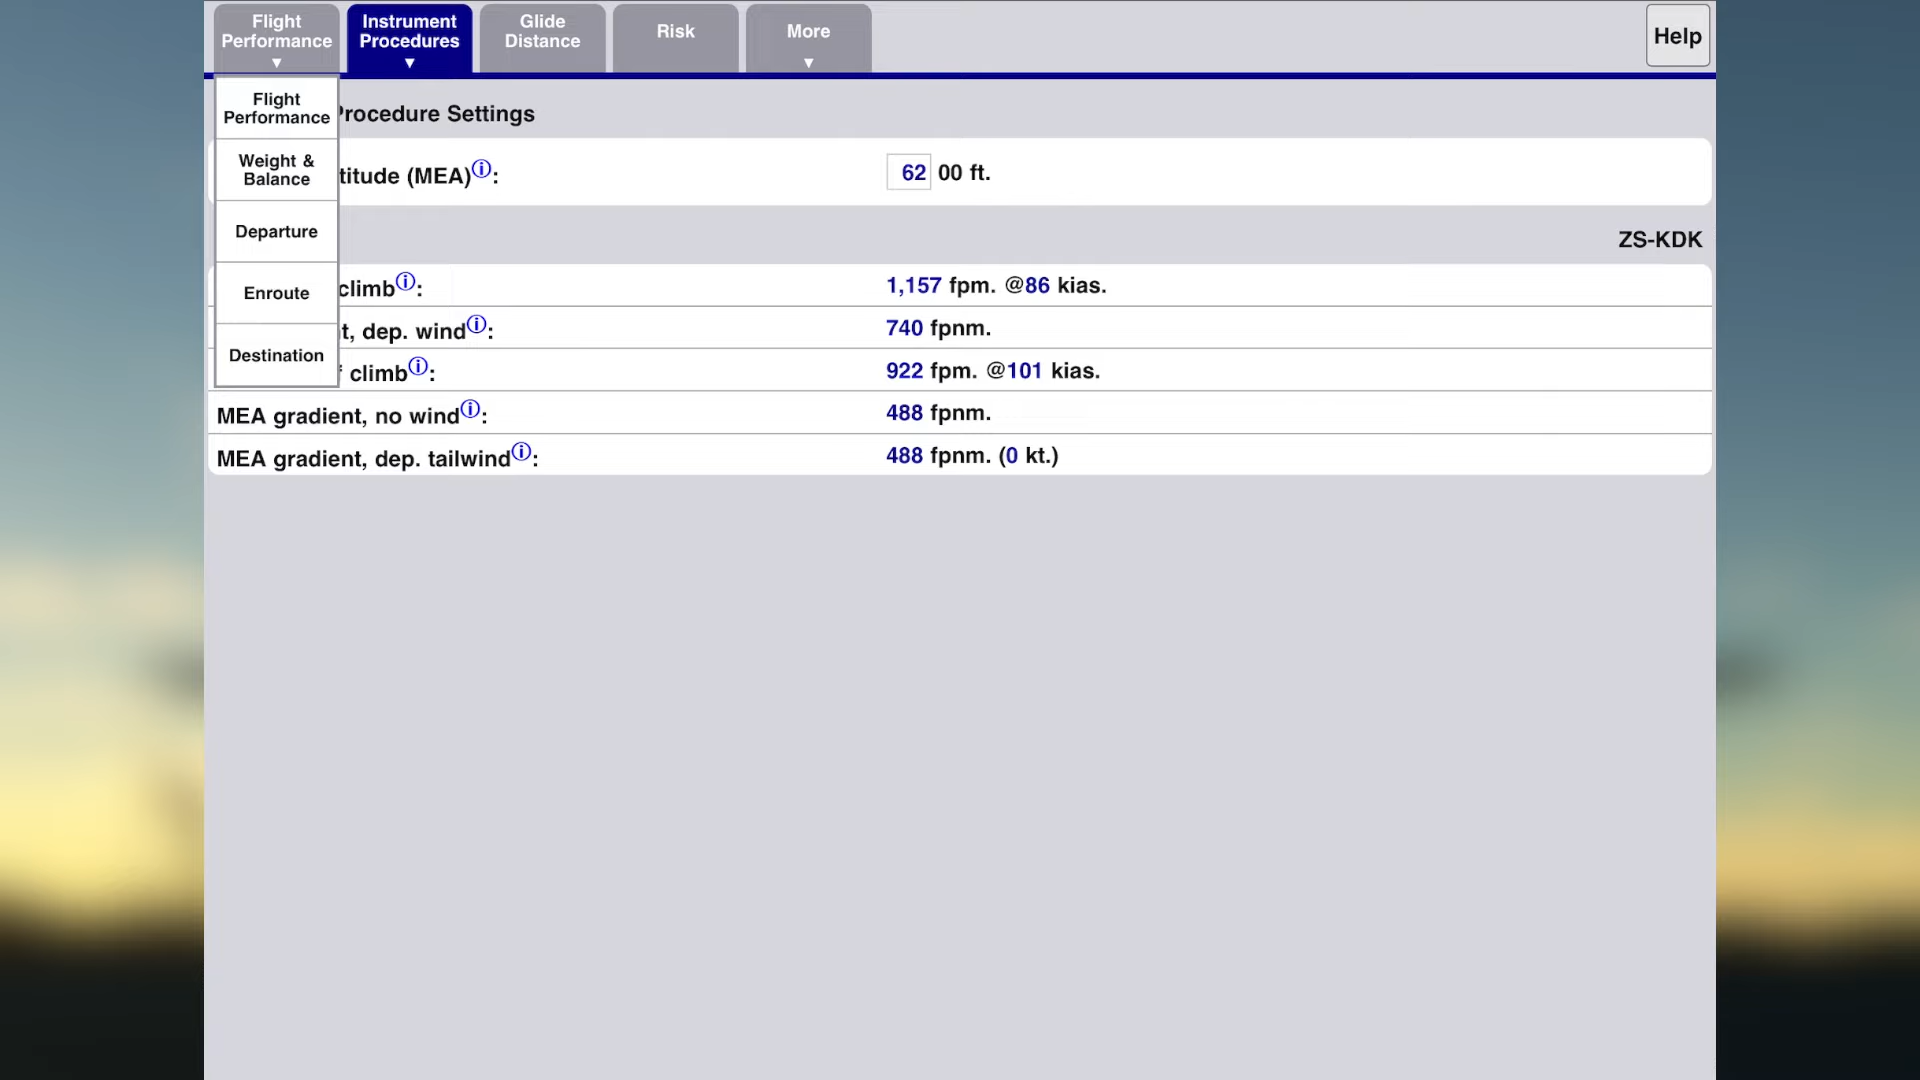 Flight
Performance
▼
Instrument
Procedures
▼
Glide
Distance
Risk
More
▼
Help
Flight
Performance
Weight &
Balance
Departure
Enroute
Destination
Procedure Settings
titude (MEA)ⓘ:
62 00 ft.
ZS-KDK
climbⓘ:
1,157 fpm. @86 kias.
t, dep. windⓘ:
740 fpnm.
climbⓘ:
922 fpm. @101 kias.
MEA gradient, no windⓘ:
488 fpnm.
MEA gradient, dep. tailwindⓘ:
488 fpnm. (0 kt.)